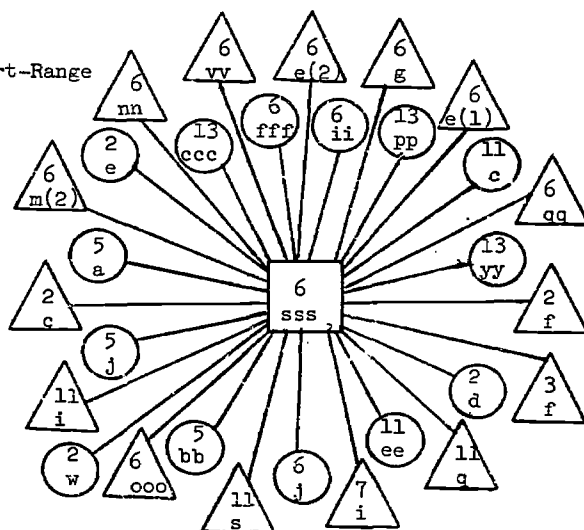 rt-Range
6
nn
6
vv
6
e(2)
6
g
6
e(1)
6
fff
6
ii
13
ccc
13
pp
2
e
11
c
6
m(2)
6
qq
5
a
13
yy
6
sss
2
c
2
f
5
j
3
f
11
i
2
d
2
w
6
ooo
5
bb
11
s
6
j
7
i
11
ee
11
q